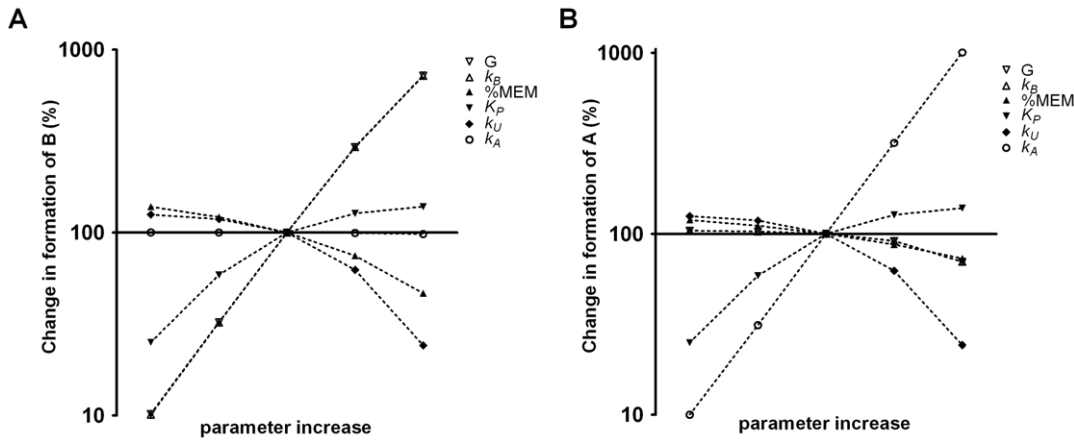 A
Change in formation of B (%)
1000
100
10
parameter increase
G
k_B
%MEM
K_P
k_U
k_A
B
Change in formation of A (%)
1000
100
10
parameter increase
G
k_B
%MEM
K_P
k_U
k_A